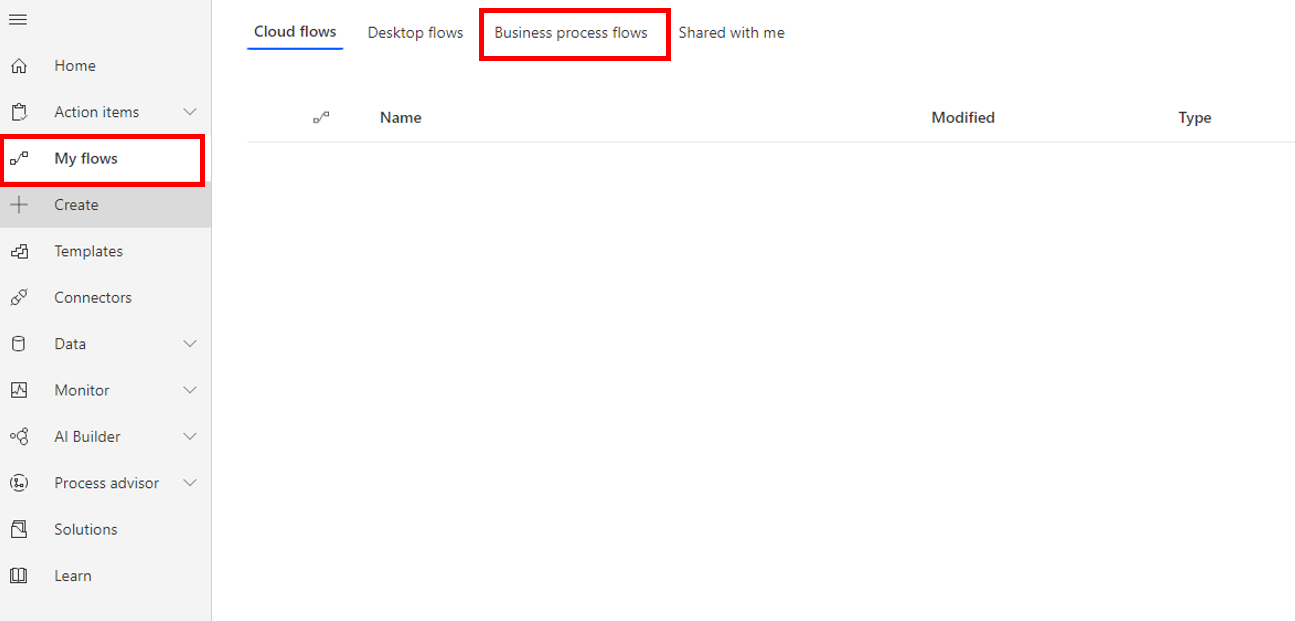 Cloud flows Desktop flows Business process flows Shared with me
Home
Action items
My flows
Create
Templates
Connectors
Data
Monitor
AI Builder
Process advisor
Solutions
Learn
Name Modified Type